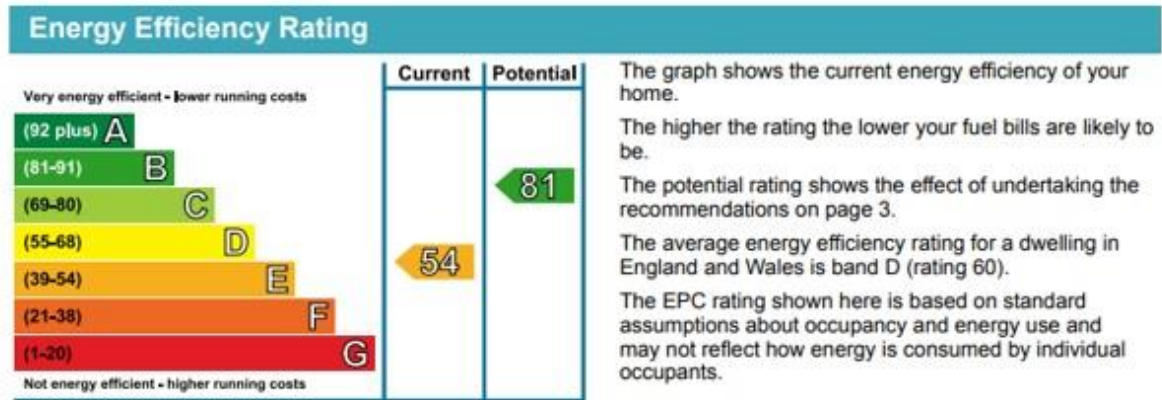 Energy Efficiency Rating
Current Potential
Very energy efficient - lower running costs
(92 plus) A
(81-91) B
(69-80) C
(55-68) D
(39-54) E
(21-38) F
(1-20) G
Not energy efficient - higher running costs
81
54
The graph shows the current energy efficiency of your
home.
The higher the rating the lower your fuel bills are likely to
be.
The potential rating shows the effect of undertaking the
recommendations on page 3.
The average energy efficiency rating for a dwelling in
England and Wales is band D (rating 60).
The EPC rating shown here is based on standard
assumptions about occupancy and energy use and
may not reflect how energy is consumed by individual
occupants.